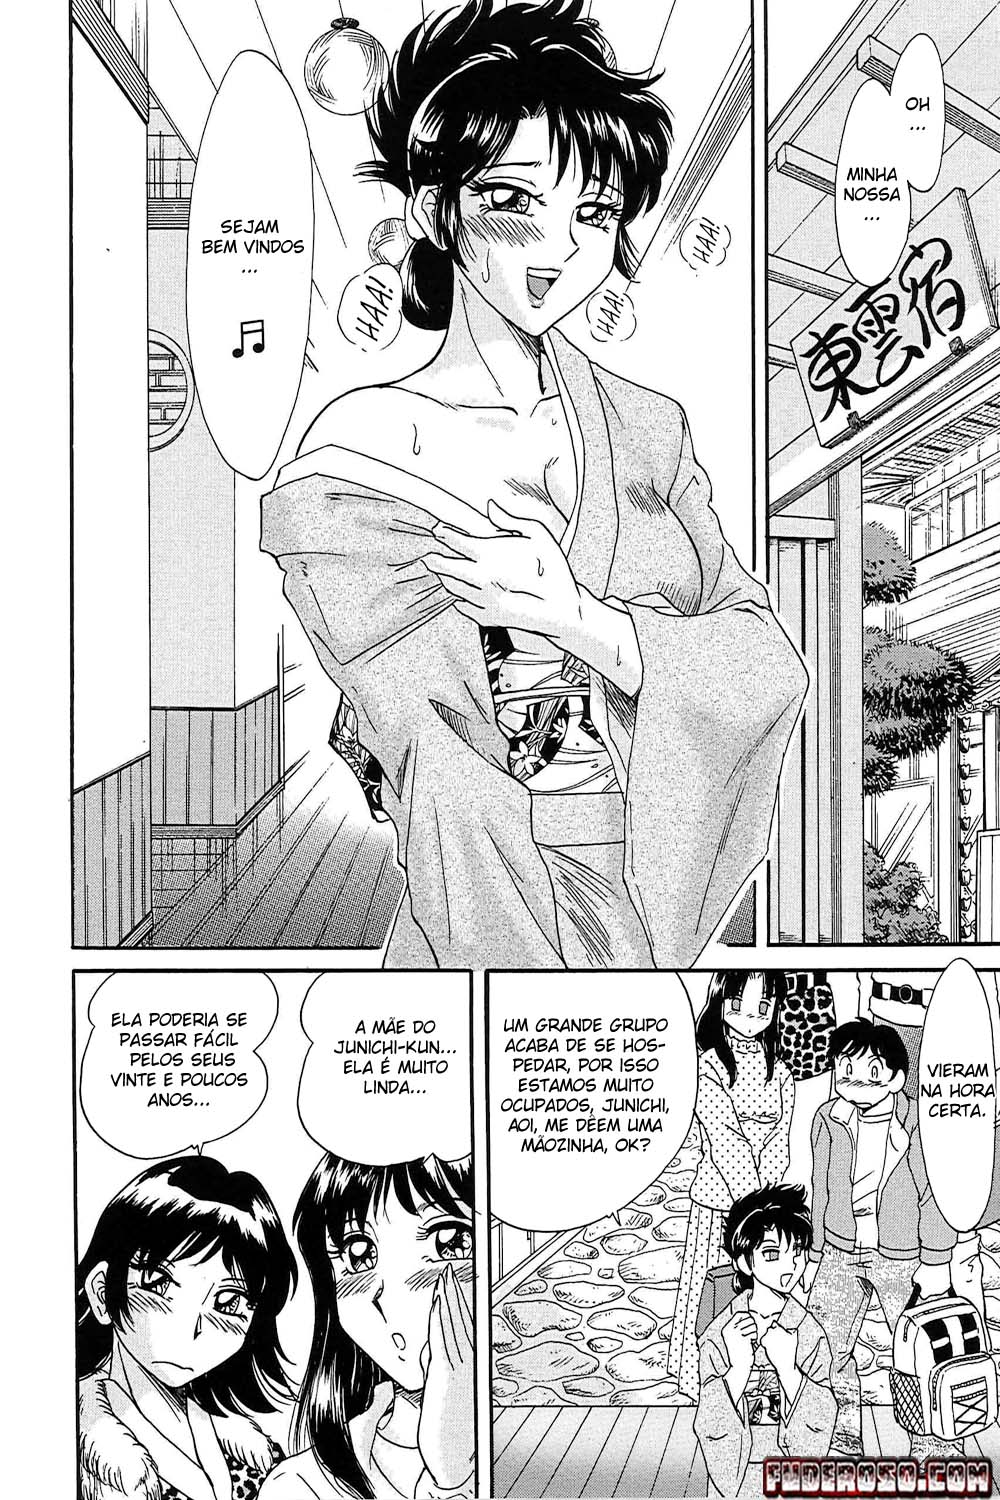 OH
...
MINHA
NOSSA
...
東雲宿
SEJAM
BEM VINDOS
...
HAA!
HAA!
HAA!
VIERAM
NA HORA
CERTA.
UM GRANDE GRUPO
ACABA DE SE HOS-
PEDAR, POR ISSO
ESTAMOS MUITO
OCUPADOS, JUNICHI,
AOI, ME DÊEM UMA
MÃOZINHA, OK?
A MÃE DO
JUNICHI-KUN...
ELA É MUITO
LINDA...
ELA PODERIA SE
PASSAR FÁCIL
PELOS SEUS
VINTE E POUCOS
ANOS...
FUDEROSO.COM